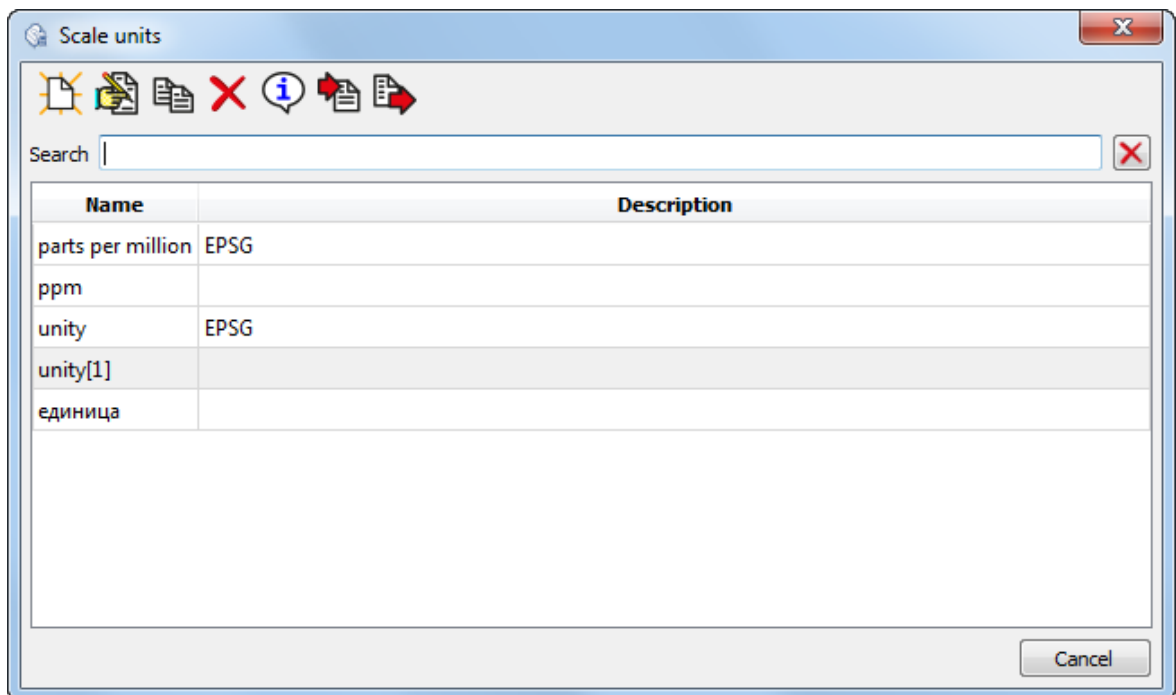 Scale units
Search
Name Description
parts per million EPSG
ppm
unity EPSG
unity[1]
единица
Cancel